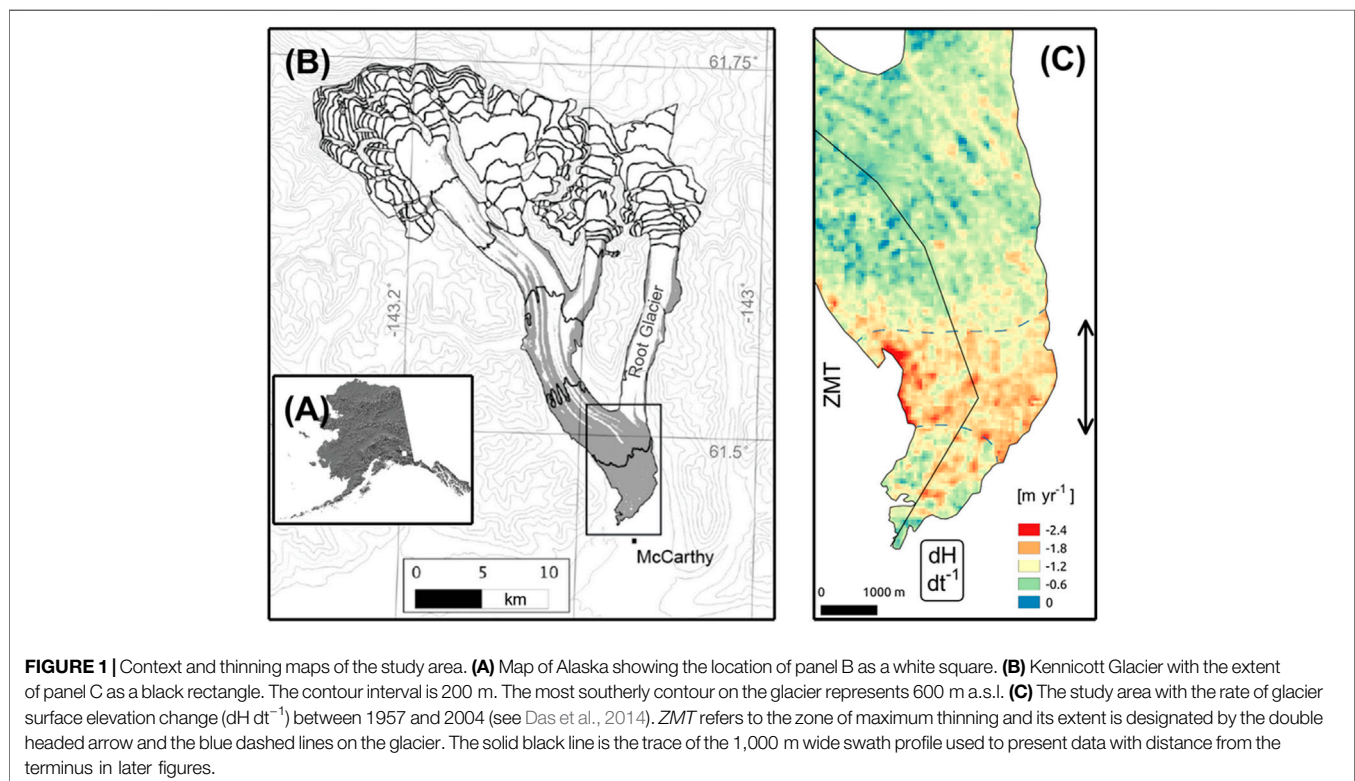 (B)
61.75°
-143.2°
-143°
Root Glacier
61.5°
(A)
McCarthy
0 5 10
km
(C)
ZMT
[m yr⁻¹]
-2.4
-1.8
-1.2
-0.6
0
dH
dt⁻¹
0 1000 m
FIGURE 1 | Context and thinning maps of the study area. (A) Map of Alaska showing the location of panel B as a white square. (B) Kennicott Glacier with the extent
of panel C as a black rectangle. The contour interval is 200 m. The most southerly contour on the glacier represents 600 m a.s.l. (C) The study area with the rate of glacier
surface elevation change (dH dt⁻¹) between 1957 and 2004 (see Das et al., 2014). ZMT refers to the zone of maximum thinning and its extent is designated by the double
headed arrow and the blue dashed lines on the glacier. The solid black line is the trace of the 1,000 m wide swath profile used to present data with distance from the
terminus in later figures.